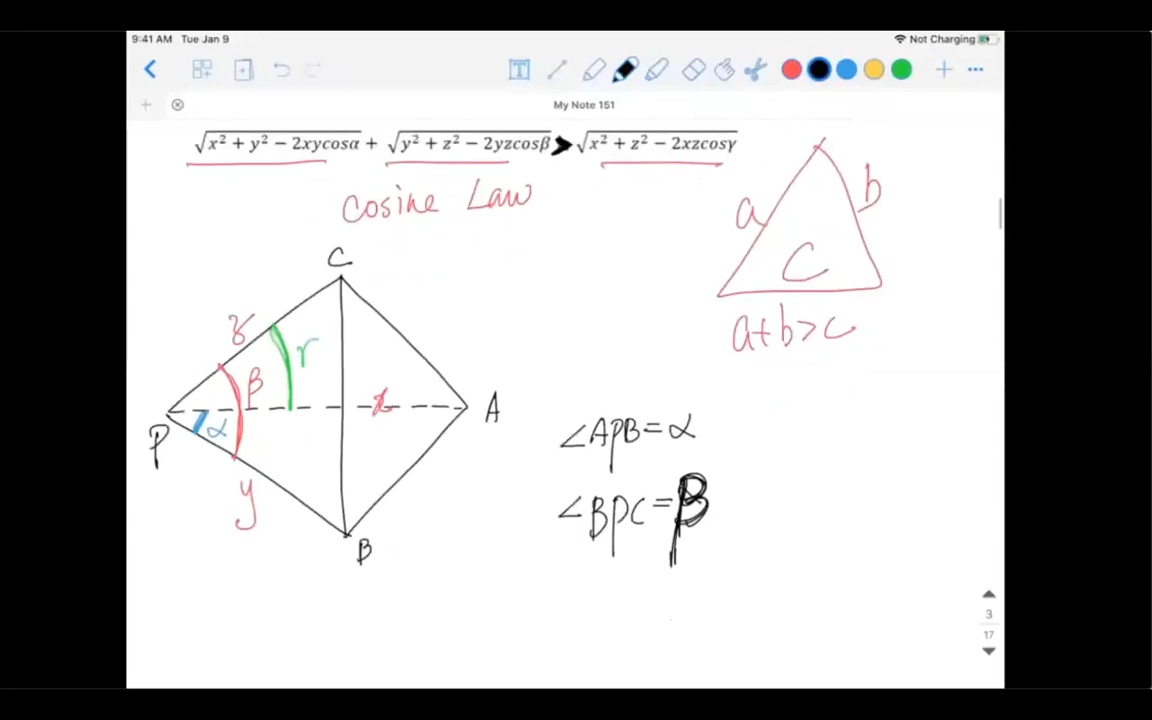 9:41 AM Tue Jan 9
Not Charging
T
My Note 151
√x² + y² − 2xycosα + √y² + z² − 2yzcosβ > √x² + z² − 2xzcosγ
cosine Law
a
b
C
a+b>c
C
γ
β
x
A
α
P
y
B
∠APB=α
∠BPC=β
3
17